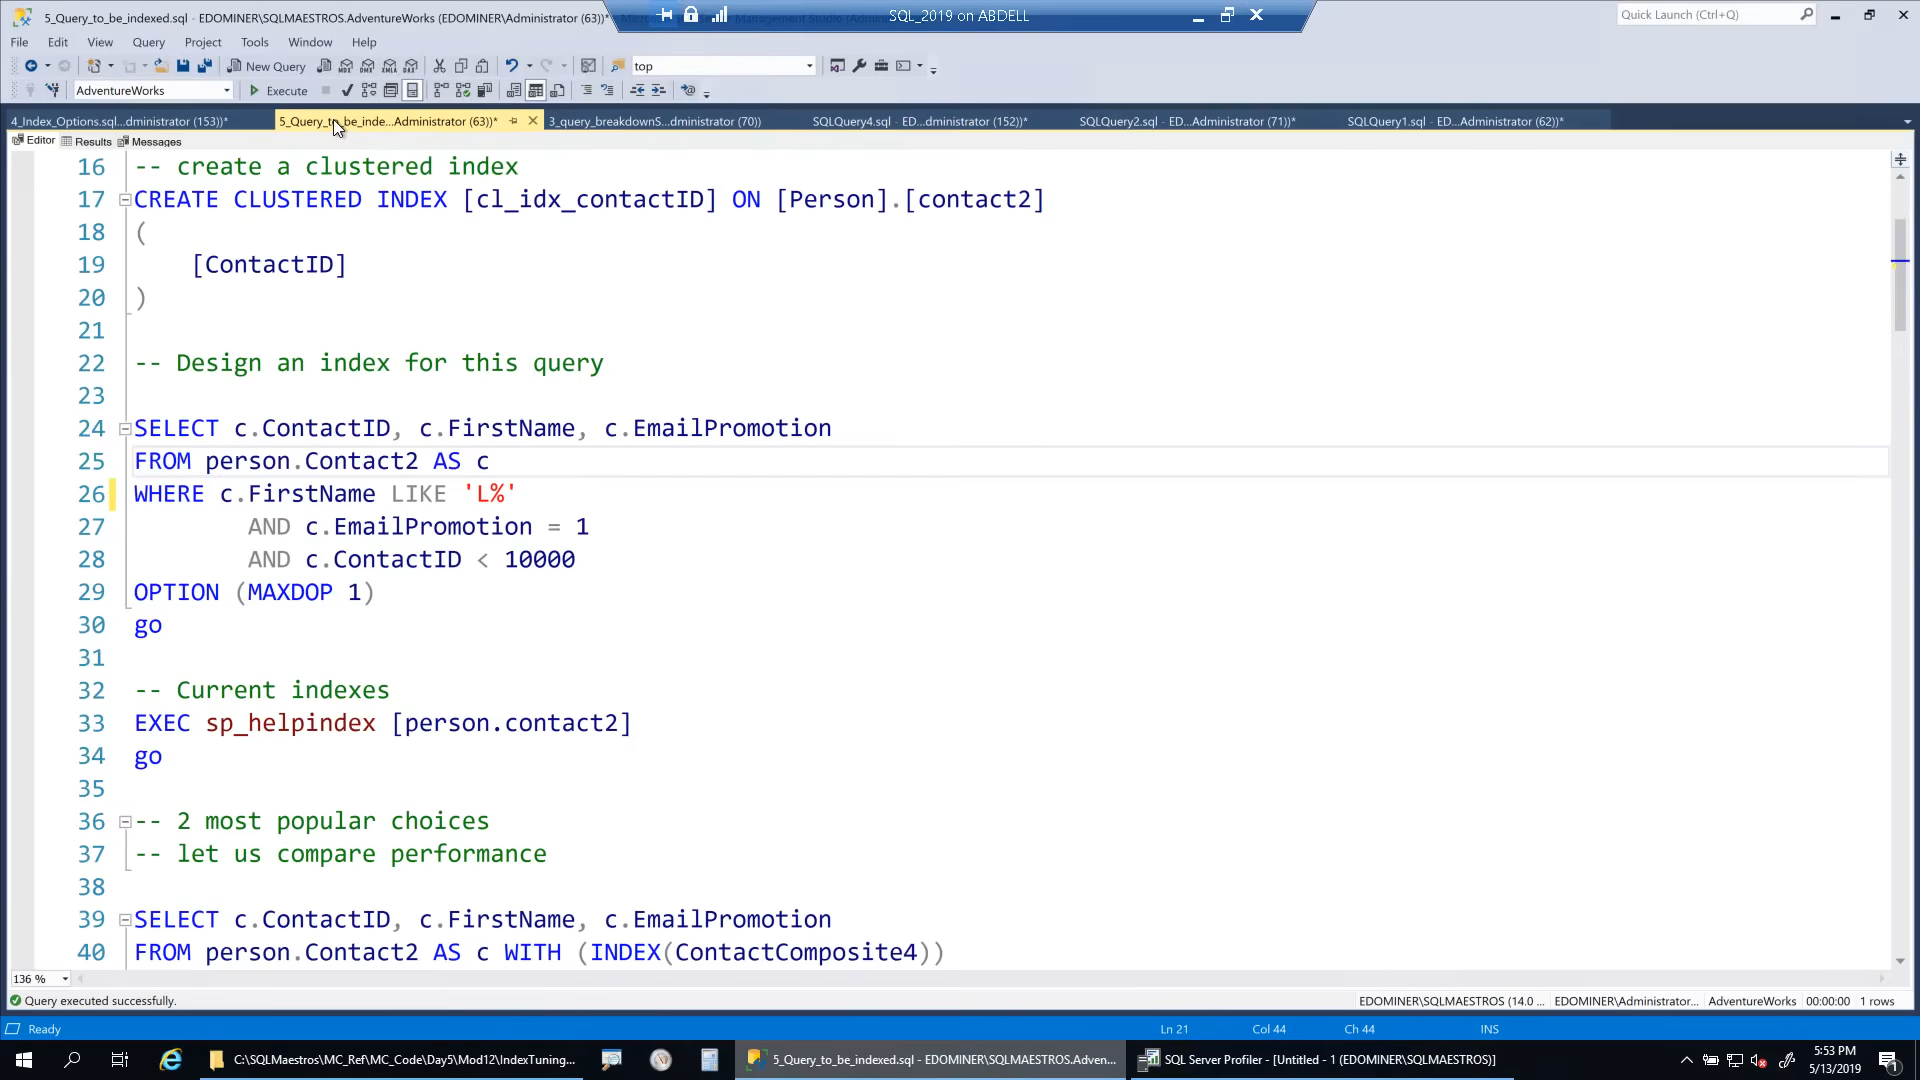 5_Query_to_be_indexed.sql - EDOMINER\SQLMAESTROS.AdventureWorks (EDOMINER\Administrator (63))*
SQL_2019 on ABDELL
Quick Launch (Ctrl+Q)
File Edit View Query Project Tools Window Help
New Query
top
AdventureWorks
Execute
4_Index_Options.sql...dministrator (153))*
5_Query_to_be_inde...Administrator (63))*
3_query_breakdownS...dministrator (70))
SQLQuery4.sql - ED...dministrator (152))*
SQLQuery2.sql - ED...Administrator (71))*
SQLQuery1.sql - ED...Administrator (62))*
Editor Results Messages
16 -- create a clustered index
17 CREATE CLUSTERED INDEX [cl_idx_contactID] ON [Person].[contact2]
18 (
19 [ContactID]
20 )
21
22 -- Design an index for this query
23
24 SELECT c.ContactID, c.FirstName, c.EmailPromotion
25 FROM person.Contact2 AS c
26 WHERE c.FirstName LIKE 'L%'
27 AND c.EmailPromotion = 1
28 AND c.ContactID < 10000
29 OPTION (MAXDOP 1)
30 go
31
32 -- Current indexes
33 EXEC sp_helpindex [person.contact2]
34 go
35
36 -- 2 most popular choices
37 -- let us compare performance
38
39 SELECT c.ContactID, c.FirstName, c.EmailPromotion
40 FROM person.Contact2 AS c WITH (INDEX(ContactComposite4))
136 %
Query executed successfully.
EDOMINER\SQLMAESTROS (14.0 ... EDOMINER\Administrator... AdventureWorks 00:00:00 1 rows
Ready
Ln 21 Col 44 Ch 44 INS
C:\SQLMaestros\MC_Ref\MC_Code\Day5\Mod12\IndexTuning...
5_Query_to_be_indexed.sql - EDOMINER\SQLMAESTROS.Adven...
SQL Server Profiler - [Untitled - 1 (EDOMINER\SQLMAESTROS)]
5:53 PM
5/13/2019
1